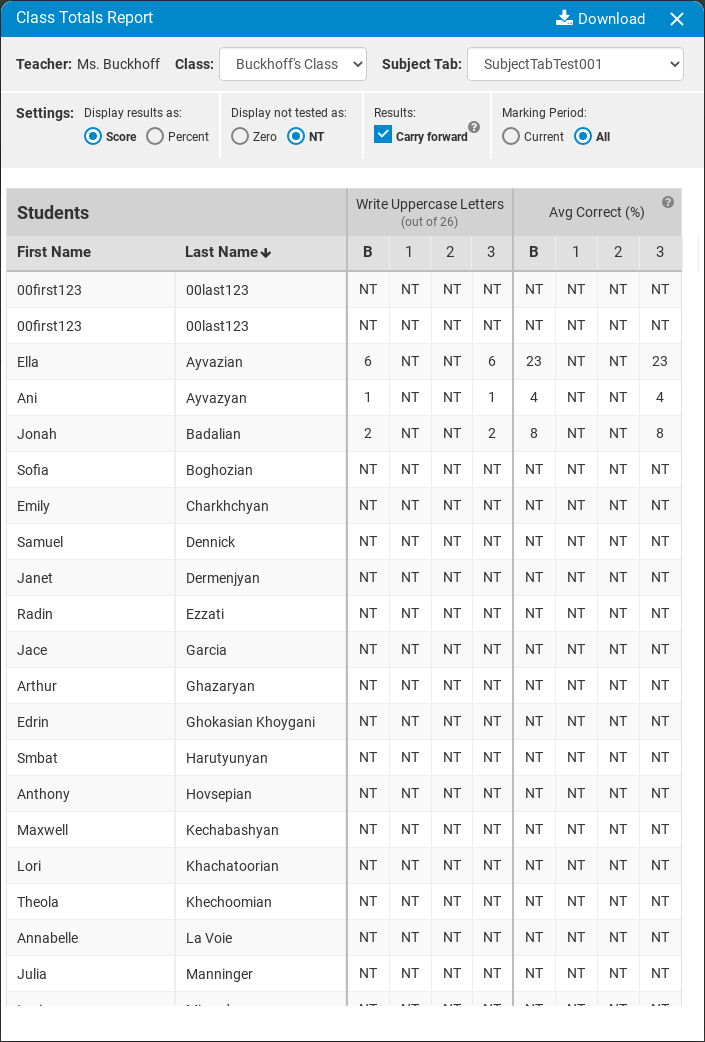 Class Totals Report Download
Teacher: Ms. Buckhoff Class: Buckhoff's Class Subject Tab: SubjectTabTest001
Settings: Display results as: Display not tested as: Results: Marking Period:
Score Percent Zero NT Carry forward ? Current All
Students Write Uppercase Letters (out of 26) Avg Correct (%) ?
First Name Last Name B 1 2 3 B 1 2 3
00first123 00last123 NT NT NT NT NT NT NT NT
00first123 00last123 NT NT NT NT NT NT NT NT
Ella Ayvazian 6 NT NT 6 23 NT NT 23
Ani Ayvazyan 1 NT NT 1 4 NT NT 4
Jonah Badalian 2 NT NT 2 8 NT NT 8
Sofia Boghozian NT NT NT NT NT NT NT NT
Emily Charkhchyan NT NT NT NT NT NT NT NT
Samuel Dennick NT NT NT NT NT NT NT NT
Janet Dermenjyan NT NT NT NT NT NT NT NT
Radin Ezzati NT NT NT NT NT NT NT NT
Jace Garcia NT NT NT NT NT NT NT NT
Arthur Ghazaryan NT NT NT NT NT NT NT NT
Edrin Ghokasian Khoygani NT NT NT NT NT NT NT NT
Smbat Harutyunyan NT NT NT NT NT NT NT NT
Anthony Hovsepian NT NT NT NT NT NT NT NT
Maxwell Kechabashyan NT NT NT NT NT NT NT NT
Lori Khachatoorian NT NT NT NT NT NT NT NT
Theola Khechoomian NT NT NT NT NT NT NT NT
Annabelle La Voie NT NT NT NT NT NT NT NT
Julia Manninger NT NT NT NT NT NT NT NT